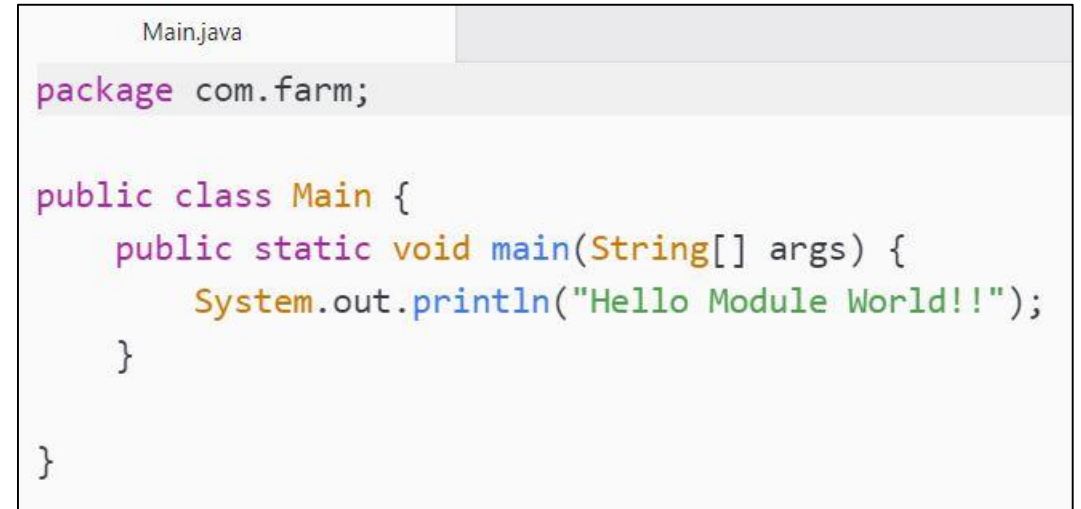 Main.java
package com.farm;
public class Main {
public static void main(String[] args) {
System.out.println("Hello Module World!!");
}
}